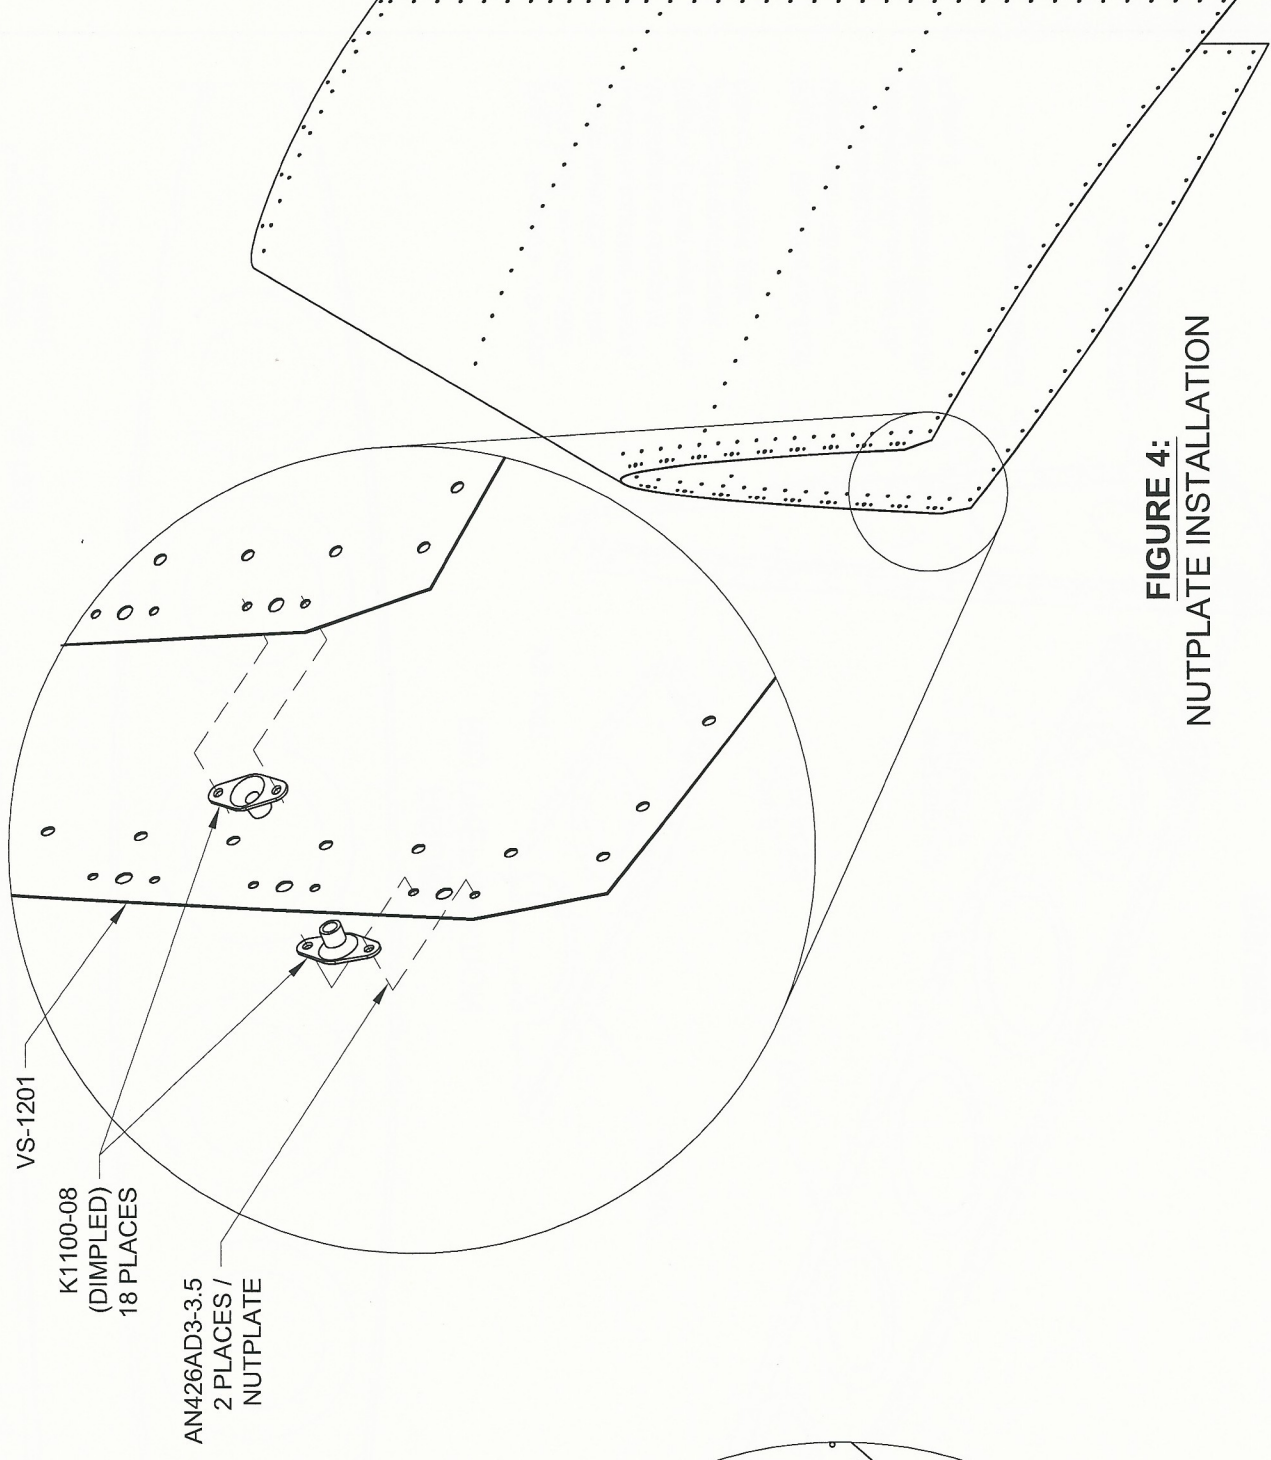 VS-1201
K1100-08
(DIMPLED)
18 PLACES
AN426AD3-3.5
2 PLACES /
NUTPLATE
FIGURE 4:
NUTPLATE INSTALLATION